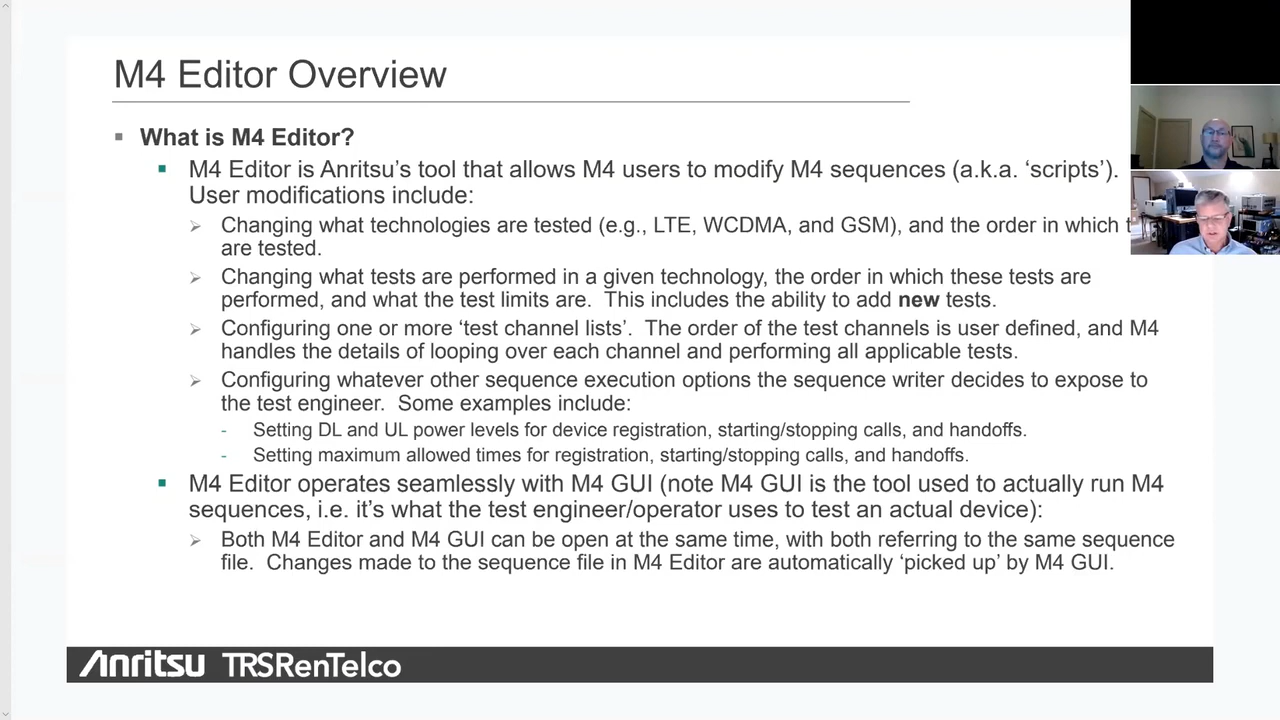 M4 Editor Overview
What is M4 Editor?
M4 Editor is Anritsu's tool that allows M4 users to modify M4 sequences (a.k.a. 'scripts').
User modifications include:
Changing what technologies are tested (e.g., LTE, WCDMA, and GSM), and the order in which
are tested.
Changing what tests are performed in a given technology, the order in which these tests are
performed, and what the test limits are. This includes the ability to add new tests.
Configuring one or more 'test channel lists'. The order of the test channels is user defined, and M4
handles the details of looping over each channel and performing all applicable tests.
Configuring whatever other sequence execution options the sequence writer decides to expose to
the test engineer. Some examples include:
- Setting DL and UL power levels for device registration, starting/stopping calls, and handoffs.
- Setting maximum allowed times for registration, starting/stopping calls, and handoffs.
M4 Editor operates seamlessly with M4 GUI (note M4 GUI is the tool used to actually run M4
sequences, i.e. it's what the test engineer/operator uses to test an actual device):
Both M4 Editor and M4 GUI can be open at the same time, with both referring to the same sequence
file. Changes made to the sequence file in M4 Editor are automatically 'picked up' by M4 GUI.
Anritsu TRSRenTelco